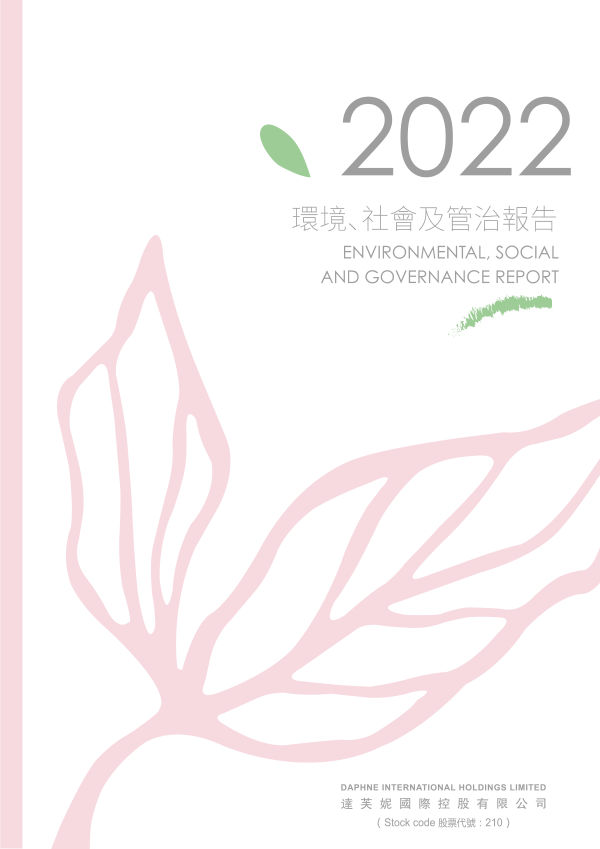 2022
環境、社會及管治報告
ENVIRONMENTAL, SOCIAL
AND GOVERNANCE REPORT
DAPHNE INTERNATIONAL HOLDINGS LIMITED
達芙妮國際控股有限公司
( Stock code 股票代號 : 210 )